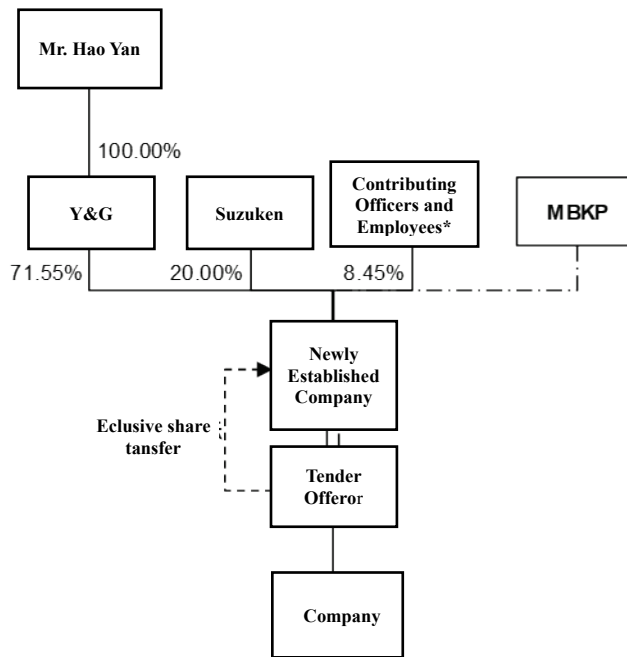 Mr. Hao Yan
100.00%
Y&G
Suzuken
Contributing
Officers and
Employees*
MBKP
71.55%
20.00%
8.45%
Newly
Established
Company
Eclusive share
tansfer
Tender
Offeror
Company